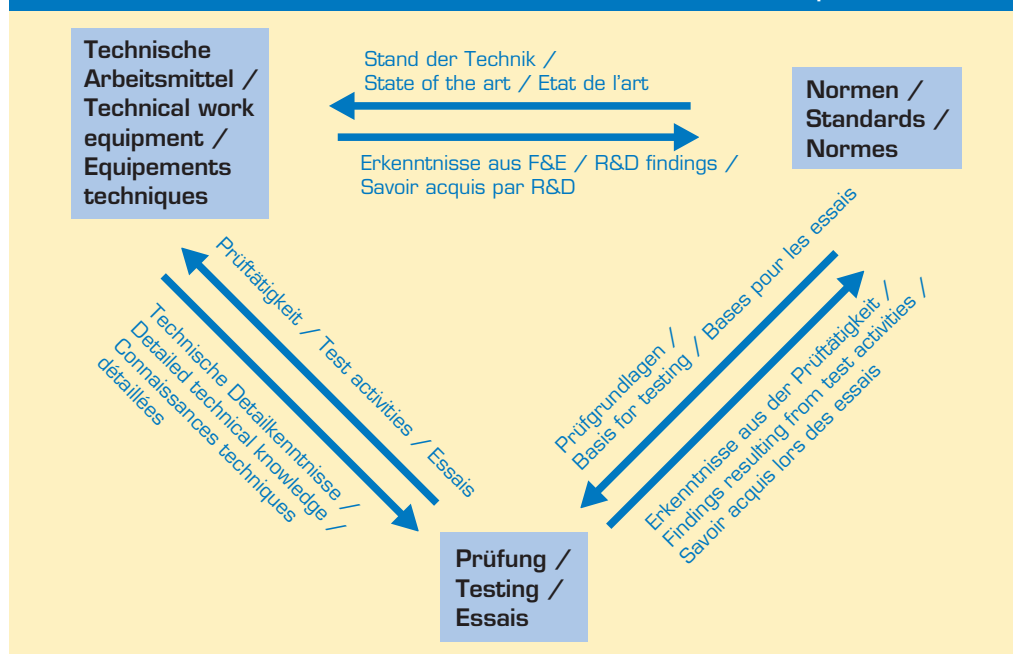 Technische
Arbeitsmittel /
Technical work
equipment /
Equipements
techniques
Stand der Technik /
State of the art / Etat de l'art
Erkenntnisse aus F&E / R&D findings /
Savoir acquis par R&D
Normen /
Standards /
Normes
Prüftätigkeit / Test activities / Essais
Technische Detailkenntnisse /
Detailed technical knowledge /
Connaissances techniques
détaillées
Prüfgrundlagen /
Basis for testing / Bases pour les essais
Erkenntnisse aus der Prüftätigkeit /
Findings resulting from test activities /
Savoir acquis lors des essais
Prüfung /
Testing /
Essais